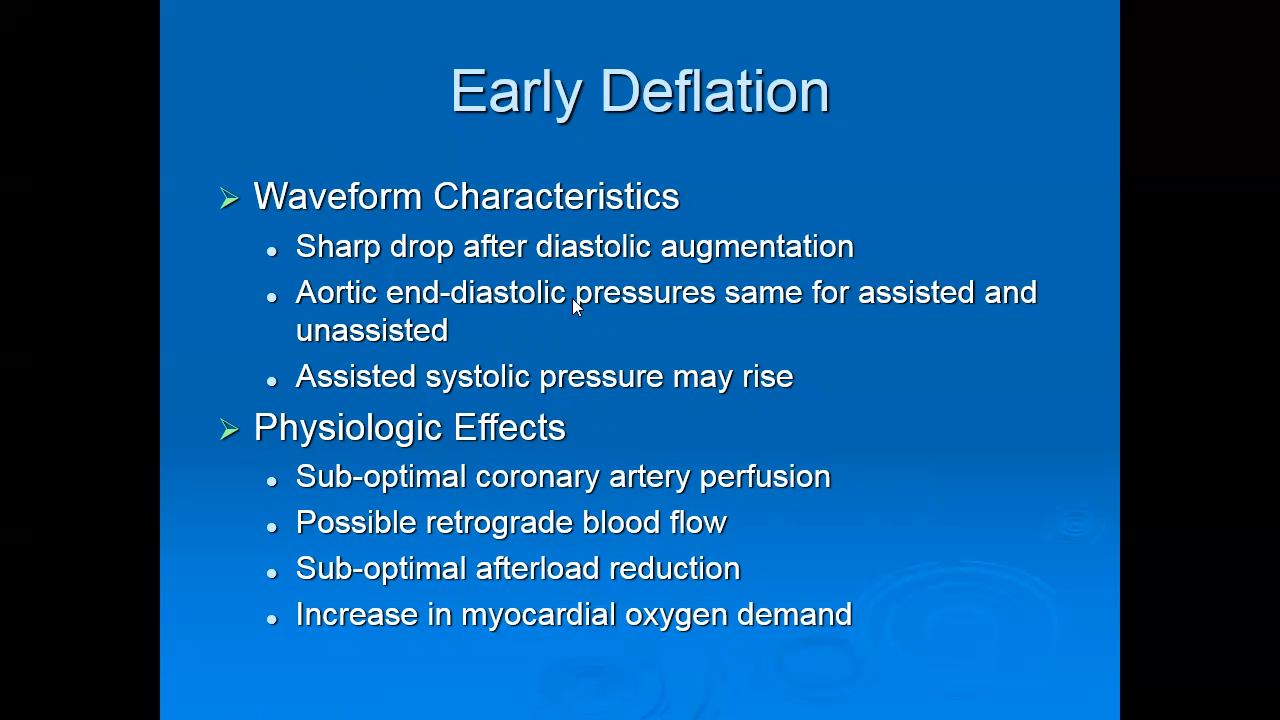 Early Deflation
Waveform Characteristics
Sharp drop after diastolic augmentation
Aortic end-diastolic pressures same for assisted and
unassisted
Assisted systolic pressure may rise
Physiologic Effects
Sub-optimal coronary artery perfusion
Possible retrograde blood flow
Sub-optimal afterload reduction
Increase in myocardial oxygen demand